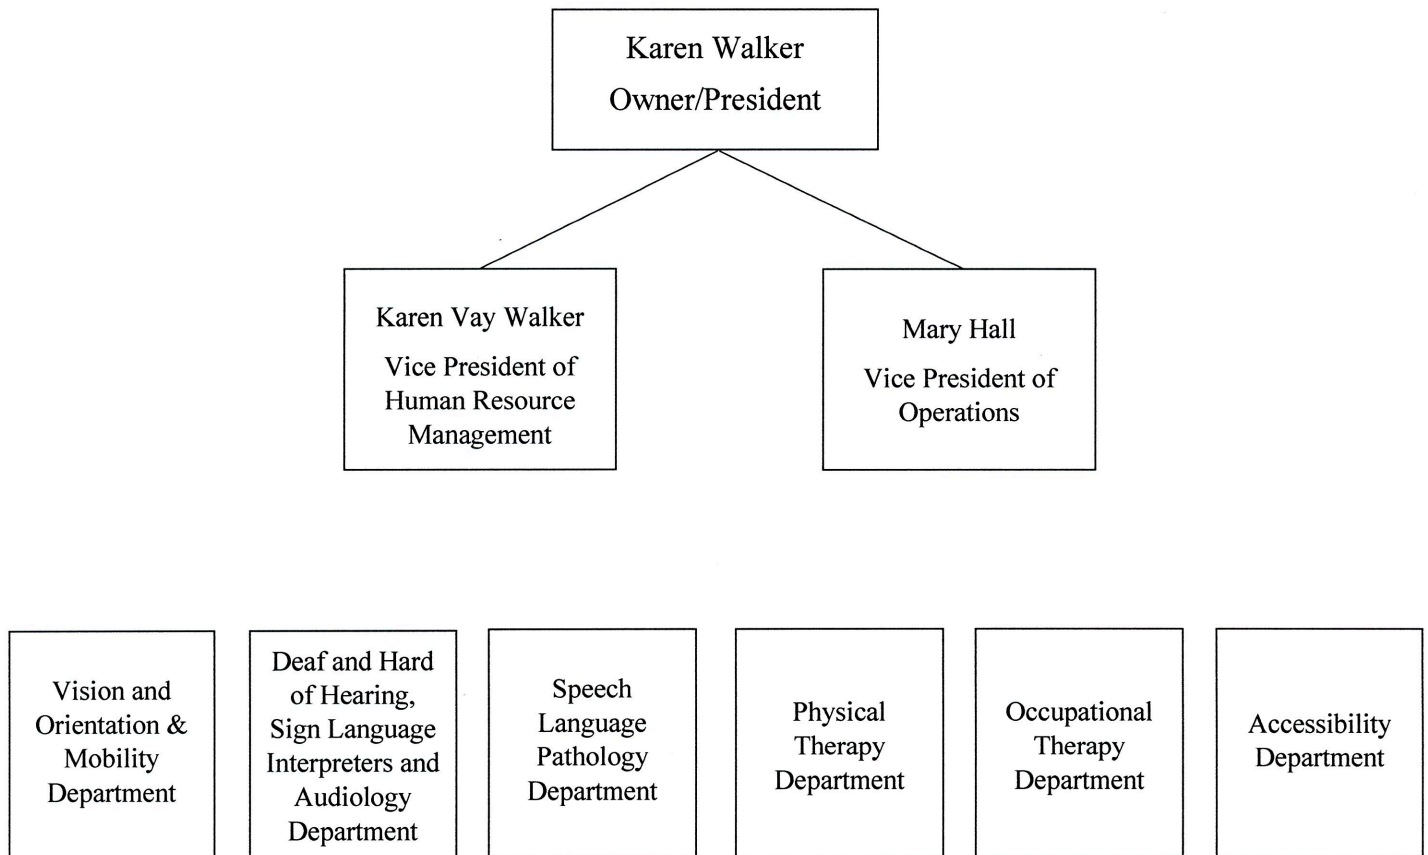 Karen Walker
Owner/President
Karen Vay Walker
Vice President of
Human Resource
Management
Mary Hall
Vice President of
Operations
Vision and
Orientation &
Mobility
Department
Deaf and Hard
of Hearing,
Sign Language
Interpreters and
Audiology
Department
Speech
Language
Pathology
Department
Physical
Therapy
Department
Occupational
Therapy
Department
Accessibility
Department